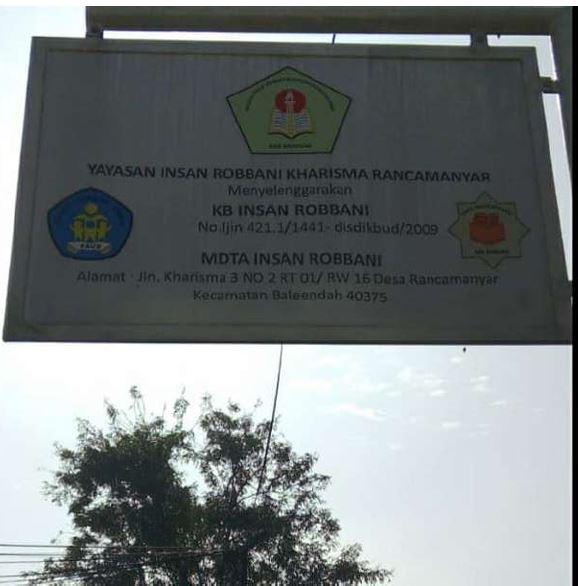 YAYASAN INSAN ROBBANI KHARISMA RANCAMANYAR
Menyelenggarakan
KB INSAN ROBBANI
No.Ijin 421.1/1441- disdikbud/2009
MDTA INSAN ROBBANI
Alamat : Jln. Kharisma 3 NO 2 RT 01/ RW 16 Desa Rancamanyar
Kecamatan Baleendah 40375
PAUD